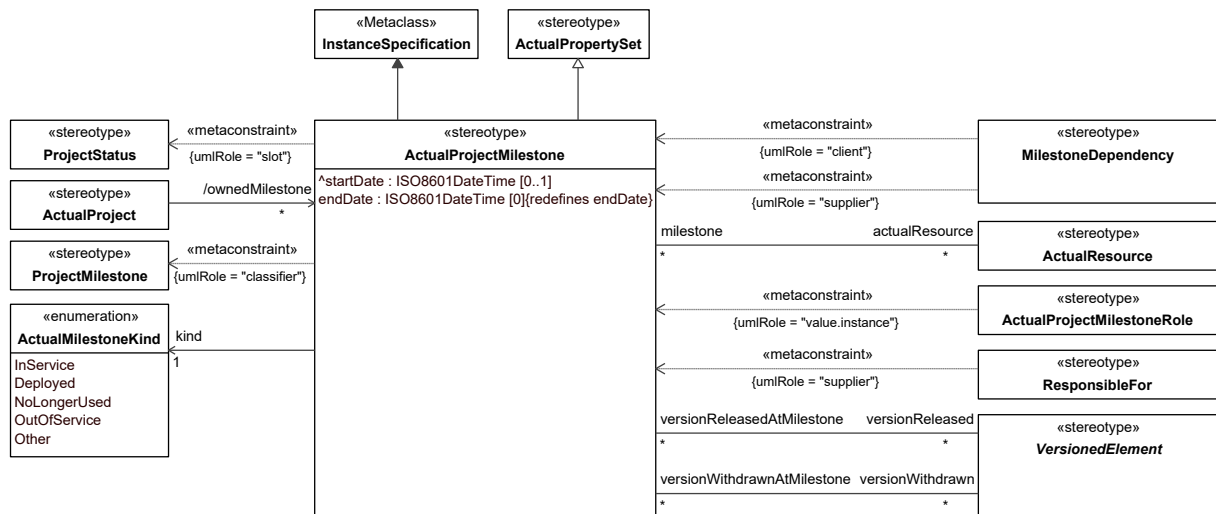 «Metaclass»
InstanceSpecification
«stereotype»
ActualPropertySet
«stereotype»
ProjectStatus
«metaconstraint»
{umlRole = "slot"}
«stereotype»
ActualProject
/ownedMilestone
*
«stereotype»
ProjectMilestone
«metaconstraint»
{umlRole = "classifier"}
«enumeration»
ActualMilestoneKind
InService
Deployed
NoLongerUsed
OutOfService
Other
kind
1
«stereotype»
ActualProjectMilestone
^startDate : ISO8601DateTime [0..1]
endDate : ISO8601DateTime [0]{redefines endDate}
«metaconstraint»
{umlRole = "client"}
«metaconstraint»
{umlRole = "supplier"}
«stereotype»
MilestoneDependency
milestone
*
actualResource
*
«stereotype»
ActualResource
«metaconstraint»
{umlRole = "value.instance"}
«stereotype»
ActualProjectMilestoneRole
«metaconstraint»
{umlRole = "supplier"}
«stereotype»
ResponsibleFor
versionReleasedAtMilestone
*
versionReleased
*
versionWithdrawnAtMilestone
*
versionWithdrawn
*
«stereotype»
VersionedElement